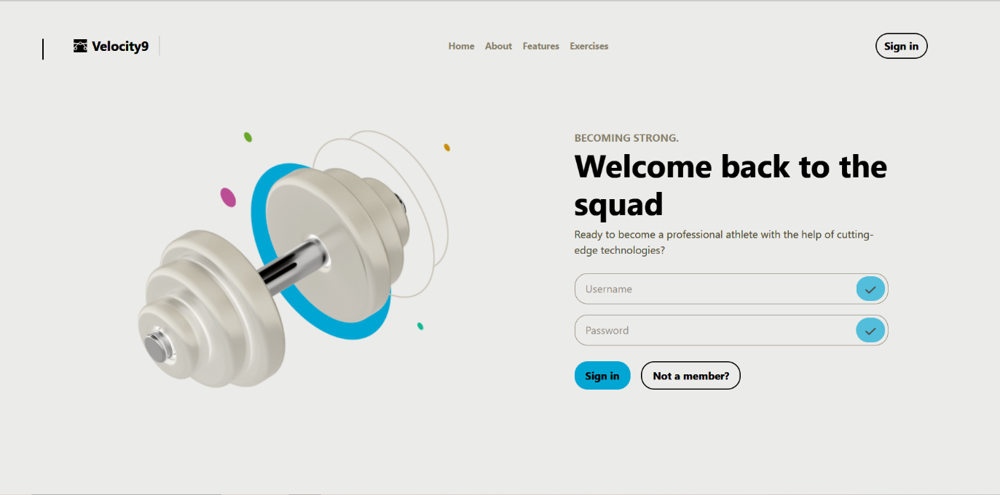 Velocity9
Home About Features Exercises
Sign in
BECOMING STRONG.
Welcome back to the
squad
Ready to become a professional athlete with the help of cutting-
edge technologies?
Username
Password
Sign in
Not a member?